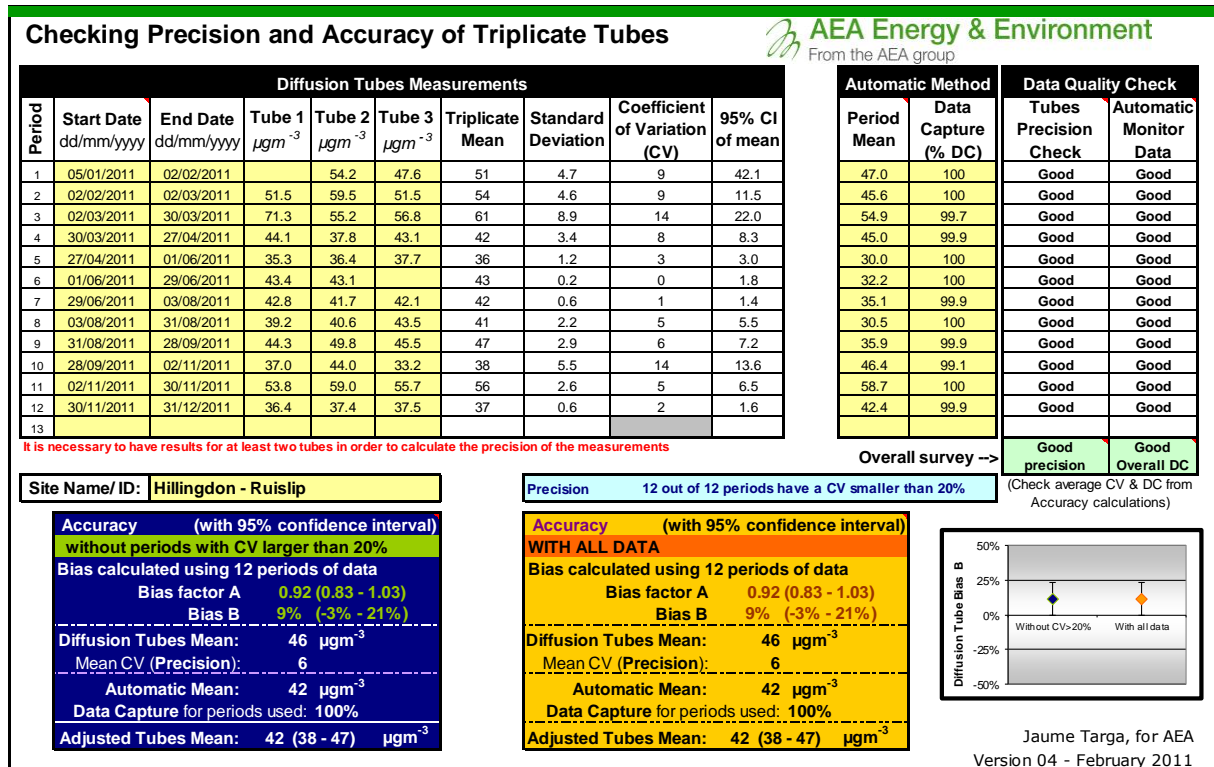 Checking Precision and Accuracy of Triplicate Tubes
AEA Energy & Environment
From the AEA group
Diffusion Tubes Measurements
Period Start Date dd/mm/yyyy End Date dd/mm/yyyy Tube 1 µgm-3 Tube 2 µgm-3 Tube 3 µgm-3 Triplicate Mean Standard Deviation Coefficient of Variation (CV) 95% CI of mean
Automatic Method
Period Mean Data Capture (% DC)
Data Quality Check
Tubes Precision Check Automatic Monitor Data
1 05/01/2011 02/02/2011 54.2 47.6 51 4.7 9 42.1 47.0 100 Good Good
2 02/02/2011 02/03/2011 51.5 59.5 51.5 54 4.6 9 11.5 45.6 100 Good Good
3 02/03/2011 30/03/2011 71.3 55.2 56.8 61 8.9 14 22.0 54.9 99.7 Good Good
4 30/03/2011 27/04/2011 44.1 37.8 43.1 42 3.4 8 8.3 45.0 99.9 Good Good
5 27/04/2011 01/06/2011 35.3 36.4 37.7 36 1.2 3 3.0 30.0 100 Good Good
6 01/06/2011 29/06/2011 43.4 43.1 43 0.2 0 1.8 32.2 100 Good Good
7 29/06/2011 03/08/2011 42.8 41.7 42.1 42 0.6 1 1.4 35.1 99.9 Good Good
8 03/08/2011 31/08/2011 39.2 40.6 43.5 41 2.2 5 5.5 30.5 100 Good Good
9 31/08/2011 28/09/2011 44.3 49.8 45.5 47 2.9 6 7.2 35.9 99.9 Good Good
10 28/09/2011 02/11/2011 37.0 44.0 33.2 38 5.5 14 13.6 46.4 99.1 Good Good
11 02/11/2011 30/11/2011 53.8 59.0 55.7 56 2.6 5 6.5 58.7 100 Good Good
12 30/11/2011 31/12/2011 36.4 37.4 37.5 37 0.6 2 1.6 42.4 99.9 Good Good
13
It is necessary to have results for at least two tubes in order to calculate the precision of the measurements
Overall survey --> Good precision Good Overall DC
(Check average CV & DC from Accuracy calculations)
Site Name/ ID: Hillingdon - Ruislip
Precision 12 out of 12 periods have a CV smaller than 20%
Accuracy (with 95% confidence interval)
without periods with CV larger than 20%
Bias calculated using 12 periods of data
Bias factor A 0.92 (0.83 - 1.03)
Bias B 9% (-3% - 21%)
Diffusion Tubes Mean: 46 µgm-3
Mean CV (Precision): 6
Automatic Mean: 42 µgm-3
Data Capture for periods used: 100%
Adjusted Tubes Mean: 42 (38 - 47) µgm-3
Accuracy (with 95% confidence interval)
WITH ALL DATA
Bias calculated using 12 periods of data
Bias factor A 0.92 (0.83 - 1.03)
Bias B 9% (-3% - 21%)
Diffusion Tubes Mean: 46 µgm-3
Mean CV (Precision): 6
Automatic Mean: 42 µgm-3
Data Capture for periods used: 100%
Adjusted Tubes Mean: 42 (38 - 47) µgm-3
Diffusion Tube Bias B
50%
25%
0%
-25%
-50%
Without CV>20%
With all data
Jaume Targa, for AEA
Version 04 - February 2011